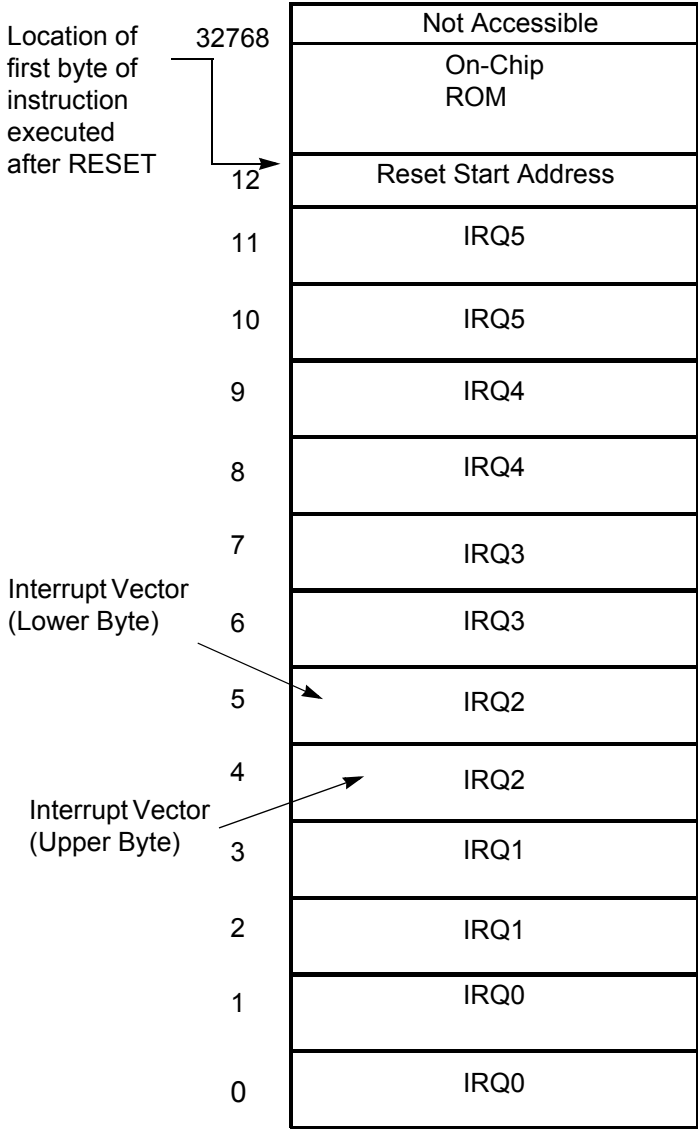 Not Accessible
Location of
first byte of
instruction
executed
after RESET
32768
On-Chip
ROM
12
Reset Start Address
11
IRQ5
10
IRQ5
9
IRQ4
8
IRQ4
7
IRQ3
Interrupt Vector
(Lower Byte)
6
IRQ3
5
IRQ2
4
IRQ2
Interrupt Vector
(Upper Byte)
3
IRQ1
2
IRQ1
1
IRQ0
0
IRQ0